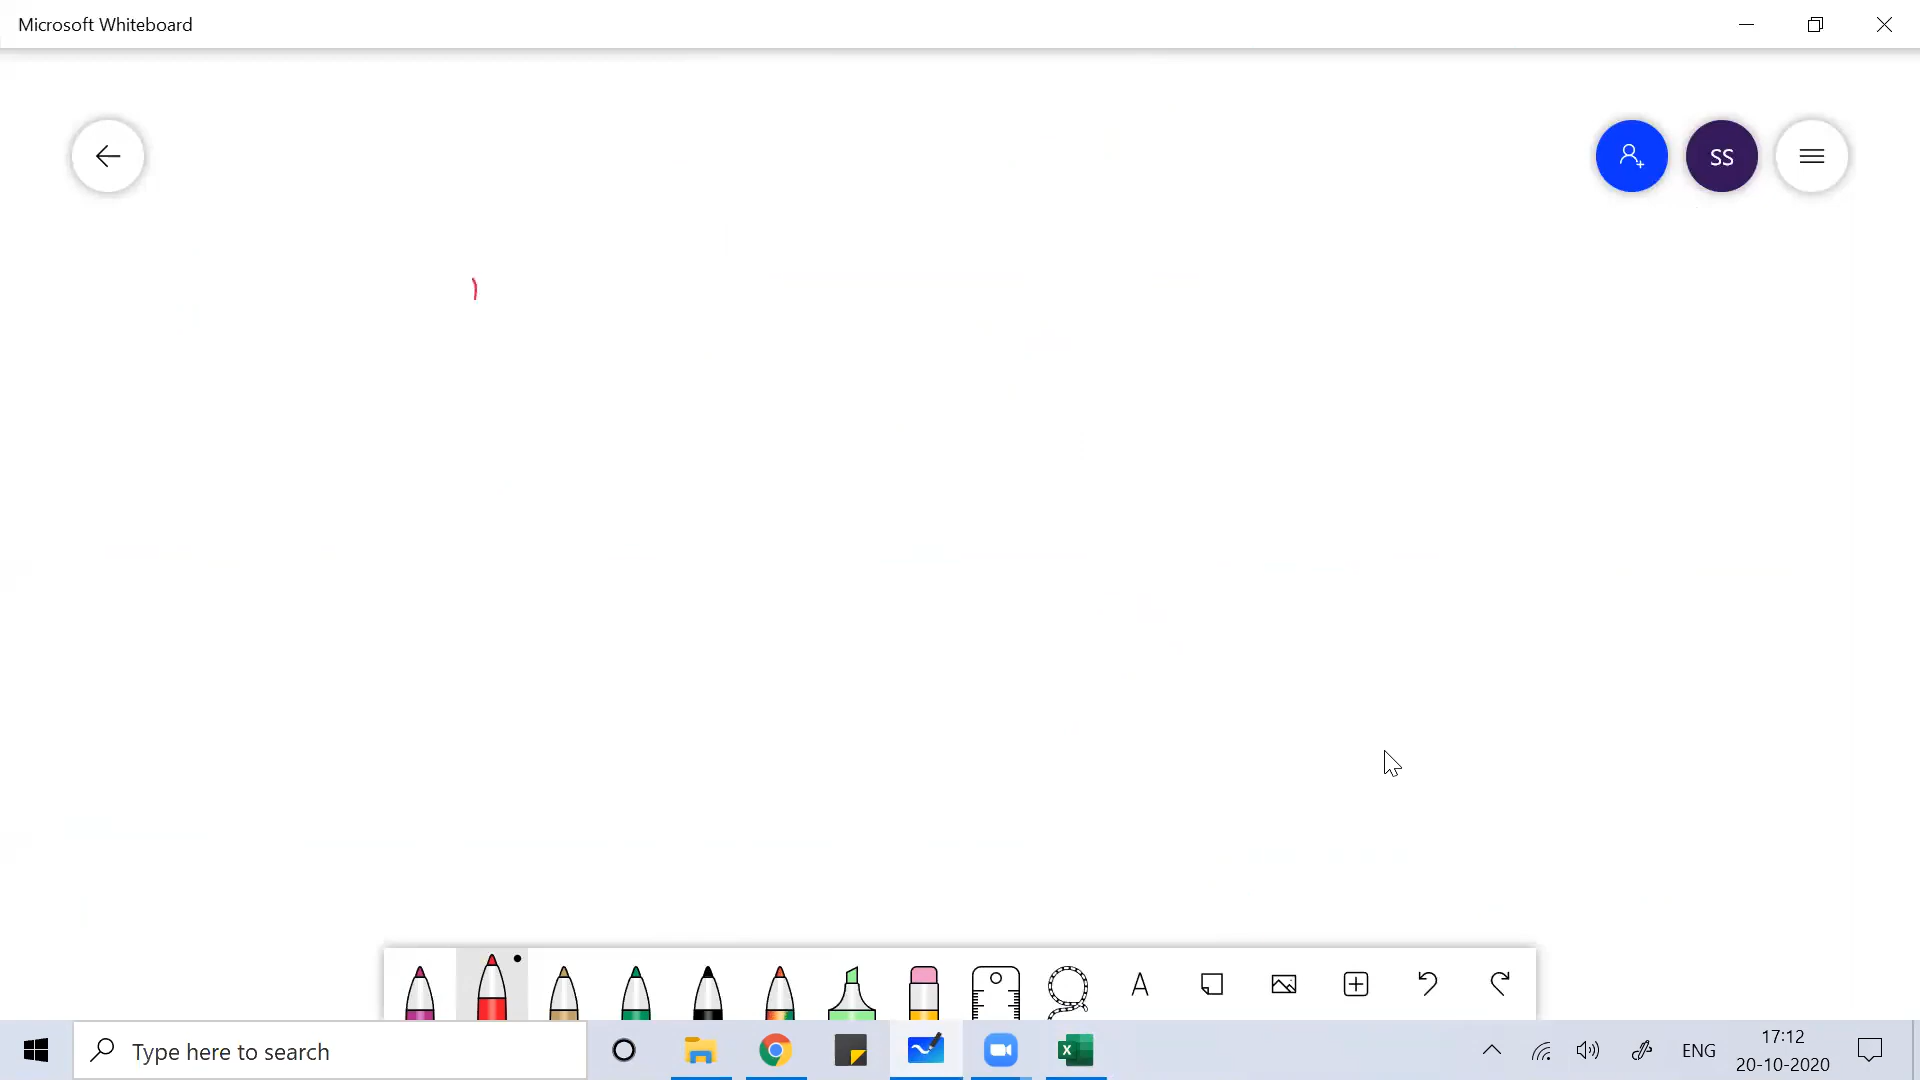 Microsoft Whiteboard
SS
Type here to search
ENG
17:12
20-10-2020